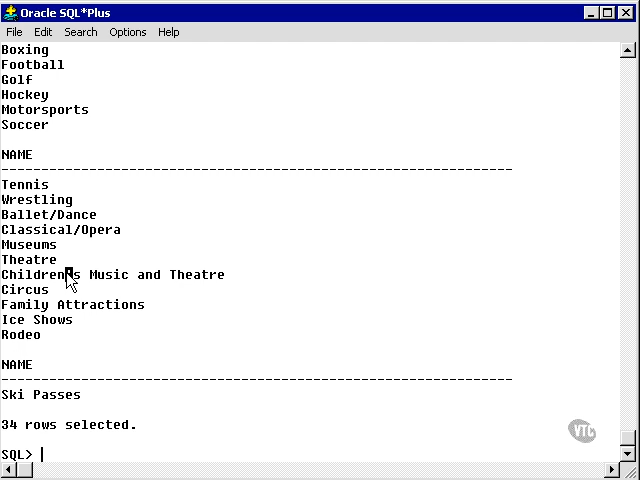 Oracle SQL*Plus
File Edit Search Options Help
Boxing
Football
Golf
Hockey
Motorsports
Soccer
NAME
----------------------------------------------------------------
Tennis
Wrestling
Ballet/Dance
Classical/Opera
Museums
Theatre
Children's Music and Theatre
Circus
Family Attractions
Ice Shows
Rodeo
NAME
----------------------------------------------------------------
Ski Passes
34 rows selected.
SQL>
VTC